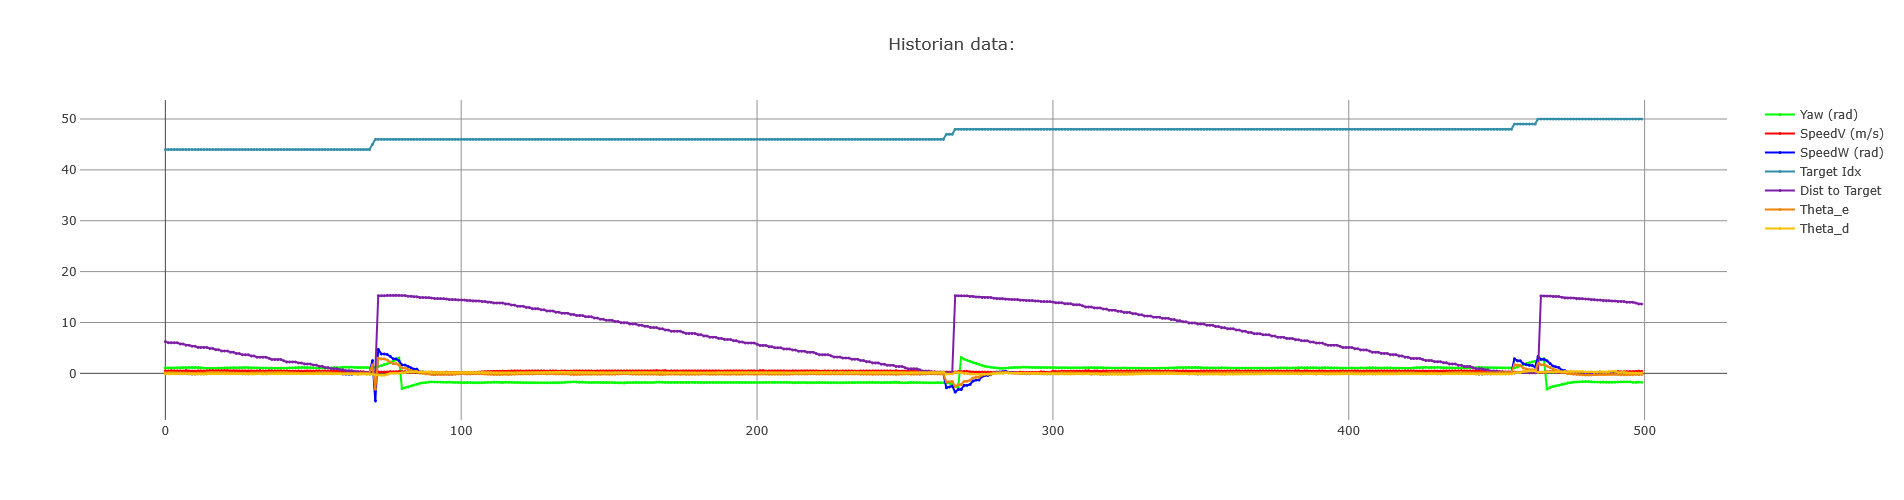 Historian data:
50
40
30
20
10
0
0 100 200 300 400 500
Yaw (rad)
SpeedV (m/s)
SpeedW (rad)
Target Idx
Dist to Target
Theta_e
Theta_d